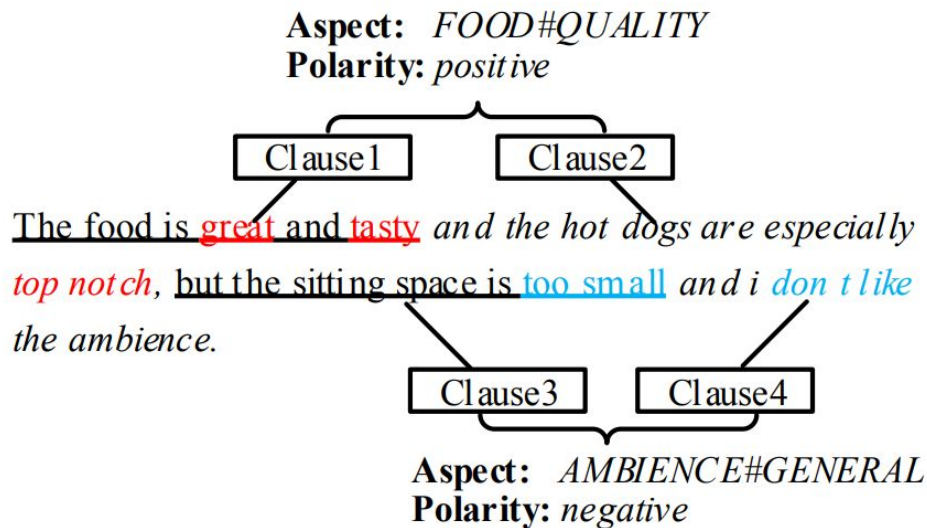 Aspect: FOOD#QUALITY
Polarity: positive
Clause1 Clause2
The food is great and tasty and the hot dogs are especially
top notch, but the sitting space is too small and i don t like
the ambience.
Clause3 Clause4
Aspect: AMBIENCE#GENERAL
Polarity: negative